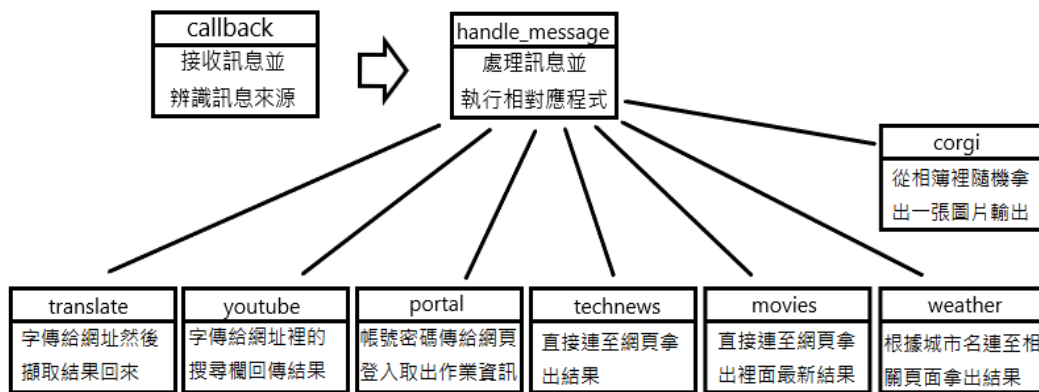 callback
接收訊息並
辨識訊息來源
handle_message
處理訊息並
執行相對應程式
corgi
從相簿裡隨機拿
出一張圖片輸出
translate
字傳給網址然後
擷取結果回來
youtube
字傳給網址裡的
搜尋欄回傳結果
portal
帳號密碼傳給網頁
登入取出作業資訊
technews
直接連至網頁拿
出結果
movies
直接連至網頁拿
出裡面最新結果
weather
根據城市名連至相
關頁面拿出結果